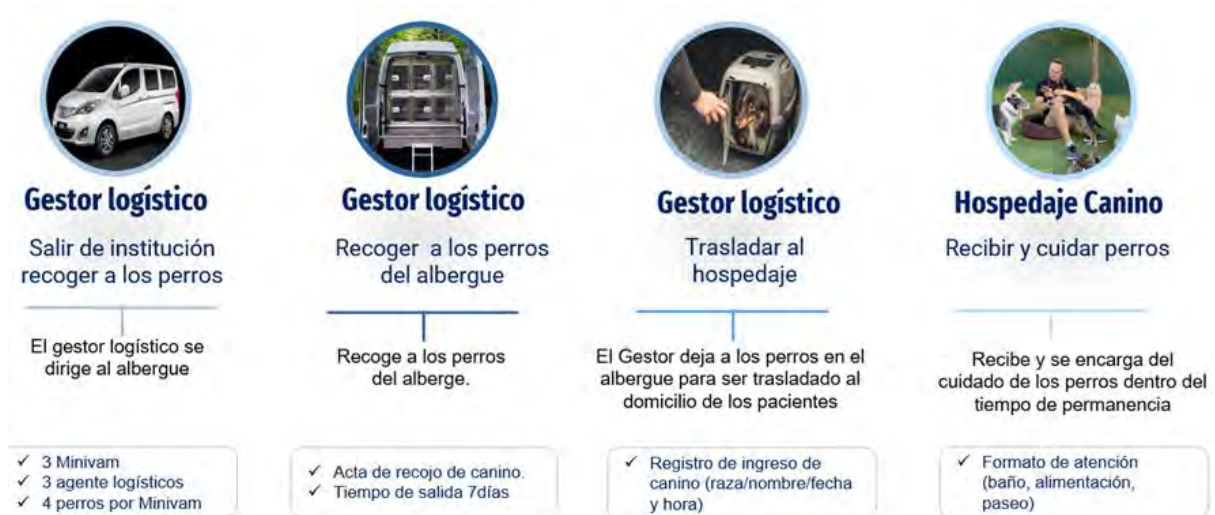 Gestor logístico
Salir de institución
recoger a los perros
El gestor logístico se
dirige al albergue
✓ 3 Minivam
✓ 3 agente logísticos
✓ 4 perros por Minivam
Gestor logístico
Recoger a los perros
del albergue
Recoge a los perros
del alberge.
✓ Acta de recojo de canino.
✓ Tiempo de salida 7días
Gestor logístico
Trasladar al
hospedaje
El Gestor deja a los perros en el
albergue para ser trasladado al
domicilio de los pacientes
✓ Registro de ingreso de
canino (raza/nombre/fecha
y hora)
Hospedaje Canino
Recibir y cuidar perros
Recibe y se encarga del
cuidado de los perros dentro del
tiempo de permanencia
✓ Formato de atención
(baño, alimentación,
paseo)